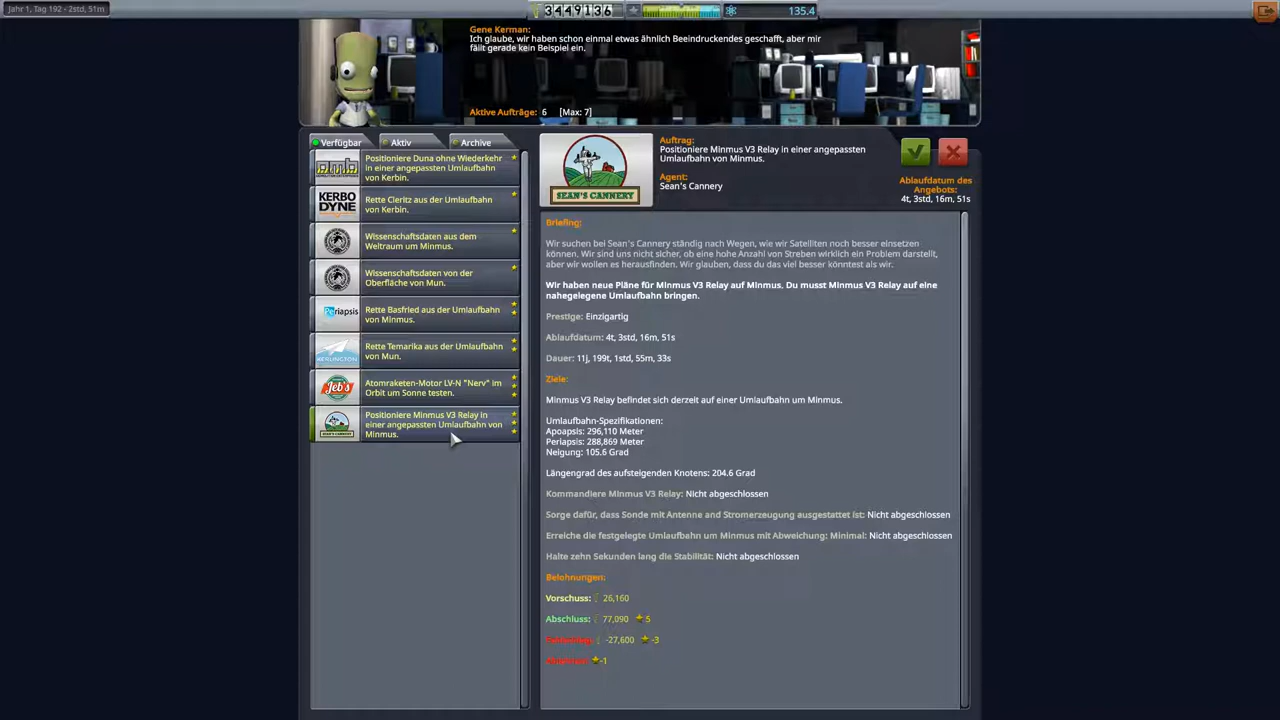 Jahr 1, Tag 192 - 2std, 51m
3449136
135.4
Gene Kerman:
Ich glaube, wir haben schon einmal etwas ähnlich Beeindruckendes geschafft, aber mir
fällt gerade kein Beispiel ein.
Aktive Aufträge: 6 [Max: 7]
Verfügbar
Aktiv
Archive
Positioniere Duna ohne Wiederkehr
in einer angepassten Umlaufbahn
von Kerbin.
KERBO
DYNE
Rette Cleritz aus der Umlaufbahn
von Kerbin.
Wissenschaftsdaten aus dem
Weltraum um Minmus.
Wissenschaftsdaten von der
Oberfläche von Mun.
Periapsis
Rette Basfried aus der Umlaufbahn
von Minmus.
Rette Temarika aus der Umlaufbahn
von Mun.
Jeb's
Atomraketen-Motor LV-N "Nerv" im
Orbit um Sonne testen.
Positioniere Minmus V3 Relay in
einer angepassten Umlaufbahn von
Minmus.
SEAN'S CANNERY
Auftrag:
Positioniere Minmus V3 Relay in einer angepassten
Umlaufbahn von Minmus.
Agent:
Sean's Cannery
Ablaufdatum des
Angebots:
4t, 3std, 16m, 51s
Briefing:
Wir suchen bei Sean's Cannery ständig nach Wegen, wie wir Satelliten noch besser einsetzen
können. Wir sind uns nicht sicher, ob eine hohe Anzahl von Streben wirklich ein Problem darstellt,
aber wir wollen es herausfinden. Wir glauben, dass du das viel besser könntest als wir.
Wir haben neue Pläne für Minmus V3 Relay auf Minmus. Du musst Minmus V3 Relay auf eine
nahegelegene Umlaufbahn bringen.
Prestige: Einzigartig
Ablaufdatum: 4t, 3std, 16m, 51s
Dauer: 11j, 199t, 1std, 55m, 33s
Ziele:
Minmus V3 Relay befindet sich derzeit auf einer Umlaufbahn um Minmus.
Umlaufbahn-Spezifikationen:
Apoapsis: 296,110 Meter
Periapsis: 288,869 Meter
Neigung: 105.6 Grad
Längengrad des aufsteigenden Knotens: 204.6 Grad
Kommandiere Minmus V3 Relay: Nicht abgeschlossen
Sorge dafür, dass Sonde mit Antenne and Stromerzeugung ausgestattet ist: Nicht abgeschlossen
Erreiche die festgelegte Umlaufbahn um Minmus mit Abweichung: Minimal: Nicht abgeschlossen
Halte zehn Sekunden lang die Stabilität: Nicht abgeschlossen
Belohnungen:
Vorschuss: 26,160
Abschluss: 77,090 5
-27,600 -3
-1